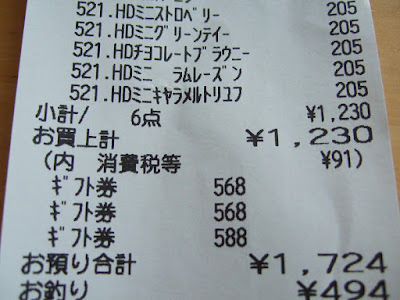 521.HDミニストロベリー 205
521.HDミニグリーンティー 205
521.HDチョコレートブラウニー 205
521.HDミニ ラムレーズン 205
521.HDミニキャラメルトリュフ 205
小計/ 6点 ¥1,230
お買上計 ¥1,230
(内 消費税等 ¥91)
ギフト券 568
ギフト券 568
ギフト券 588
お預り合計 ¥1,724
お釣り ¥494